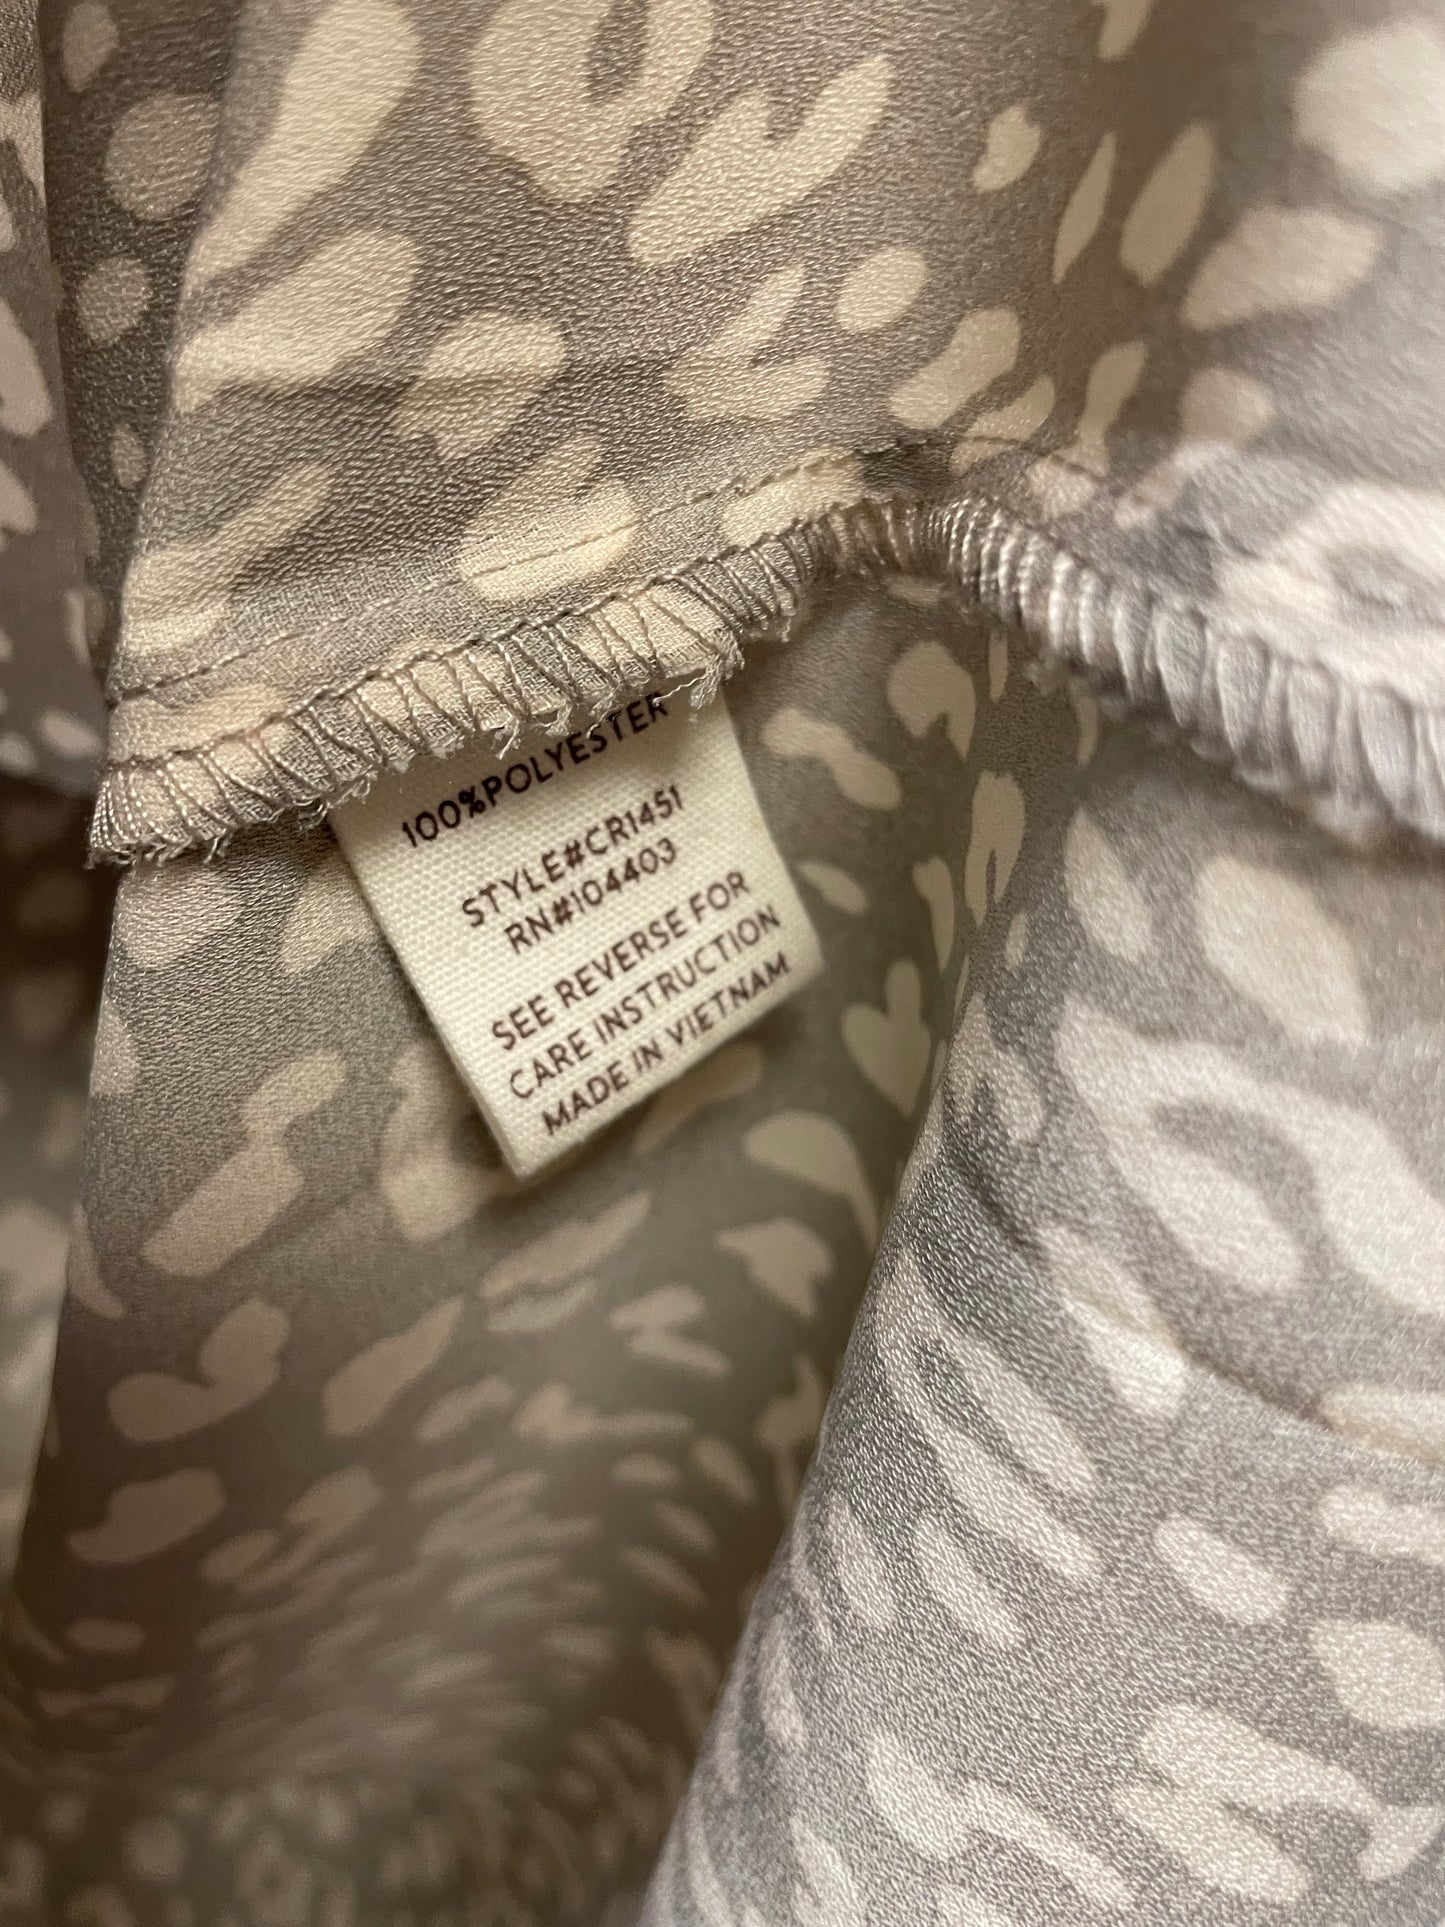 100%POLYESTER
STYLE#CR1451
RN#104403
SEE REVERSE FOR
CARE INSTRUCTION
MADE IN VIETNAM